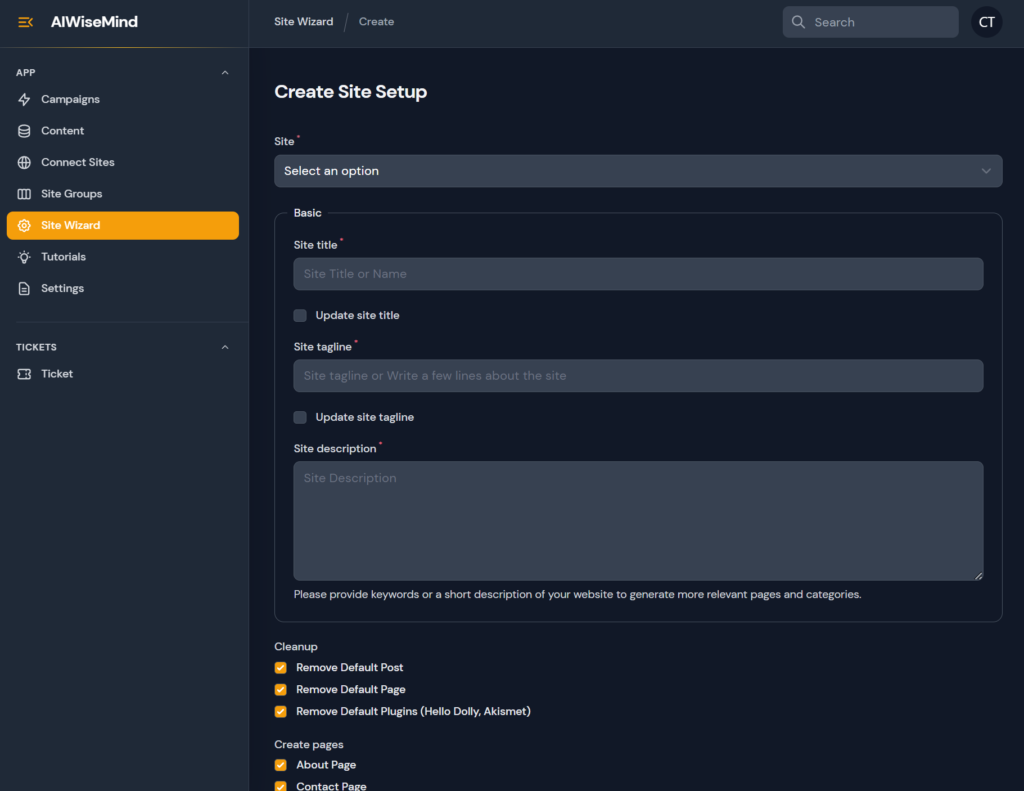 AIWiseMind
Site Wizard / Create
Search
CT
APP
Campaigns
Content
Connect Sites
Site Groups
Site Wizard
Tutorials
Settings
TICKETS
Ticket
Create Site Setup
Site*
Select an option
Basic
Site title*
Site Title or Name
Update site title
Site tagline*
Site tagline or Write a few lines about the site
Update site tagline
Site description*
Site Description
Please provide keywords or a short description of your website to generate more relevant pages and categories.
Cleanup
Remove Default Post
Remove Default Page
Remove Default Plugins (Hello Dolly, Akismet)
Create pages
About Page
Contact Page